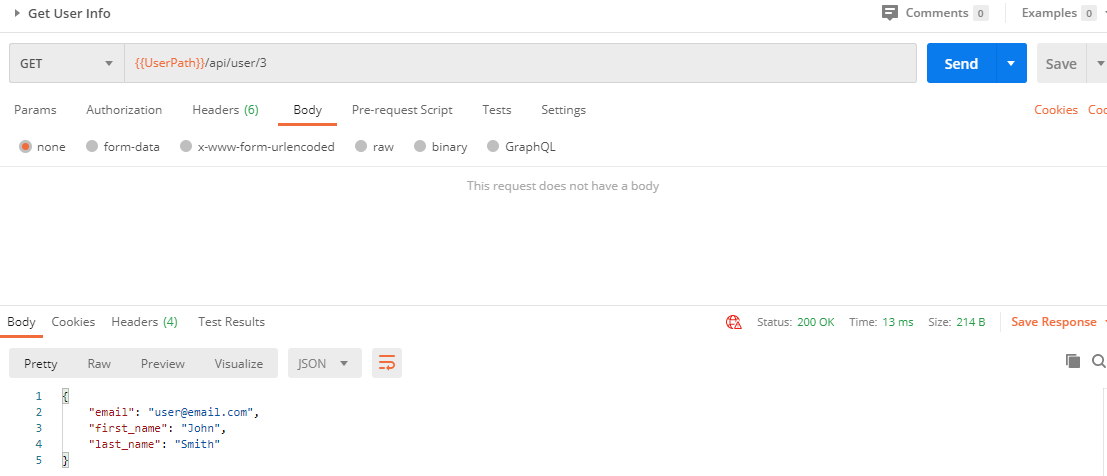 Get User Info Comments 0 Examples 0
GET {{UserPath}}/api/user/3 Send Save
Params Authorization Headers (6) Body Pre-request Script Tests Settings Cookies
none form-data x-www-form-urlencoded raw binary GraphQL
This request does not have a body
Body Cookies Headers (4) Test Results Status: 200 OK Time: 13 ms Size: 214 B Save Response
Pretty Raw Preview Visualize JSON
1 {
2 "email": "user@email.com",
3 "first_name": "John",
4 "last_name": "Smith"
5 }